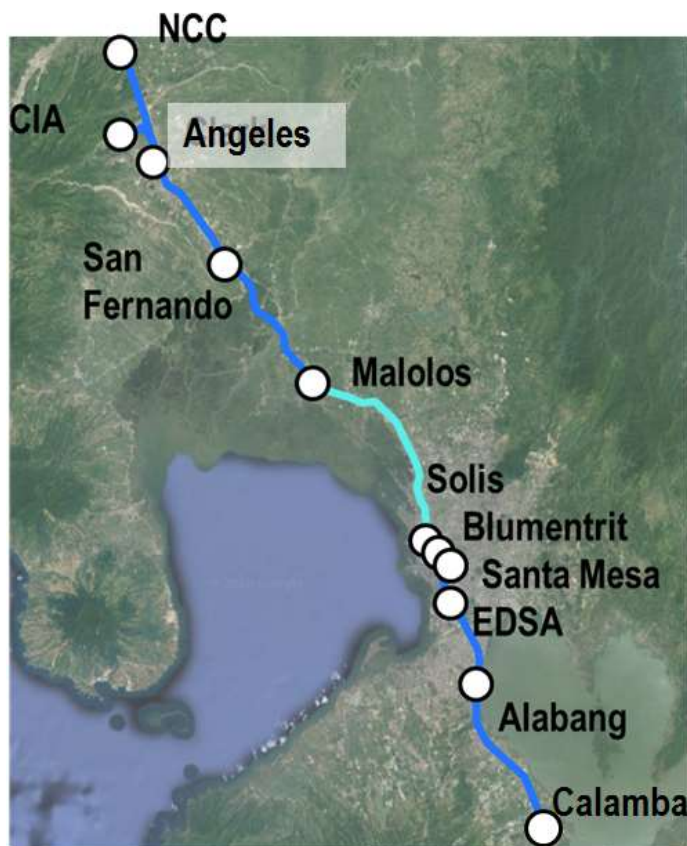 NCC
CIA
Angeles
San
Fernando
Malolos
Solis
Blumentrit
Santa Mesa
EDSA
Alabang
Calamba